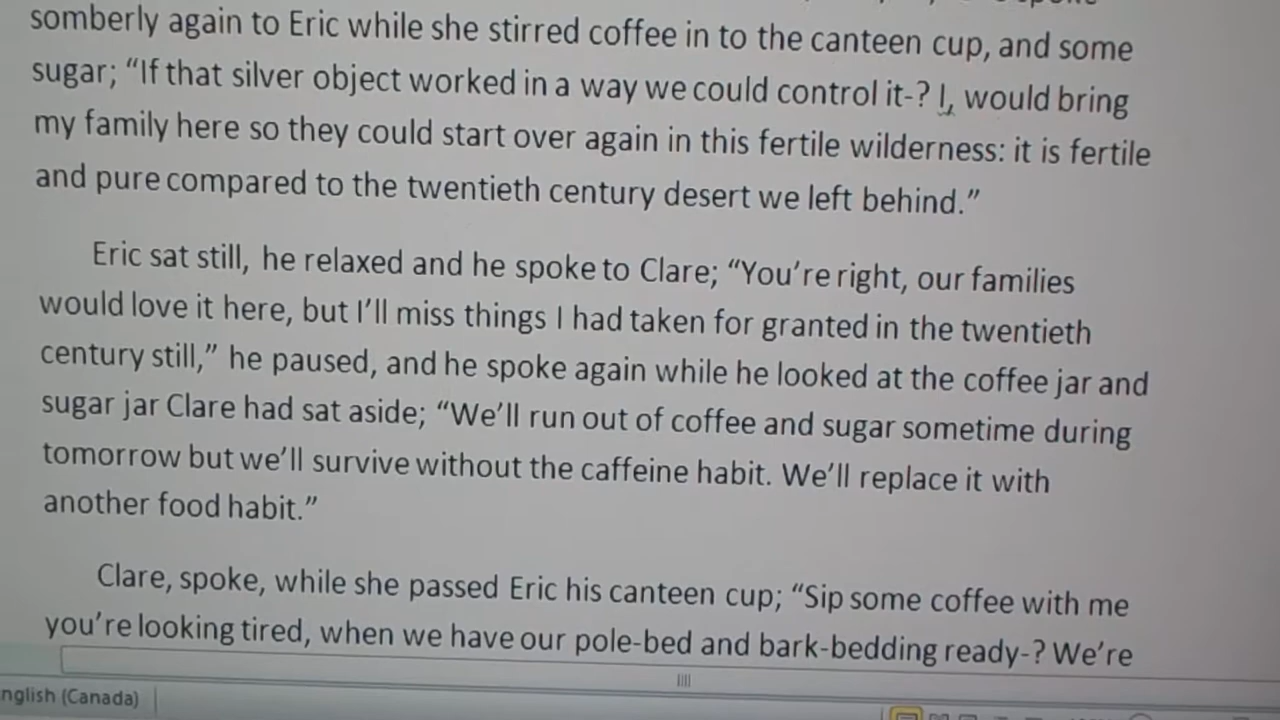 somberly again to Eric while she stirred coffee in to the canteen cup, and some
sugar; “If that silver object worked in a way we could control it-? I, would bring
my family here so they could start over again in this fertile wilderness: it is fertile
and pure compared to the twentieth century desert we left behind.”
Eric sat still, he relaxed and he spoke to Clare; “You’re right, our families
would love it here, but I’ll miss things I had taken for granted in the twentieth
century still,” he paused, and he spoke again while he looked at the coffee jar and
sugar jar Clare had sat aside; “We’ll run out of coffee and sugar sometime during
tomorrow but we’ll survive without the caffeine habit. We’ll replace it with
another food habit.”
Clare, spoke, while she passed Eric his canteen cup; “Sip some coffee with me
you’re looking tired, when we have our pole-bed and bark-bedding ready-? We’re
nglish (Canada)